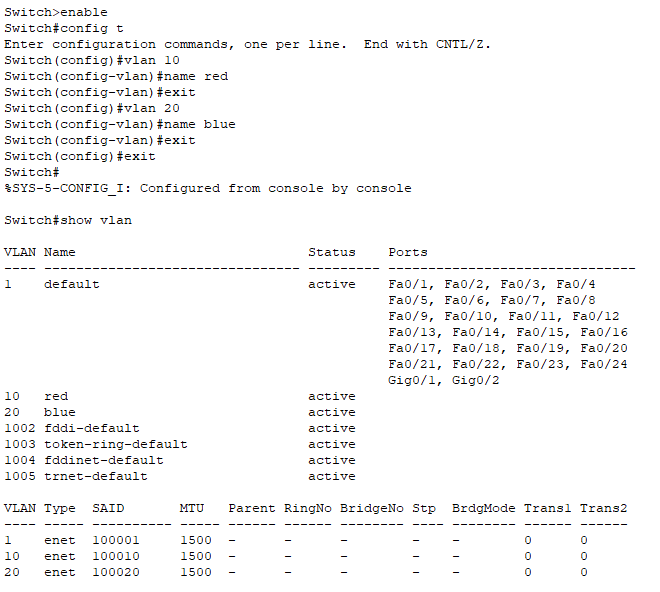 Switch>enable
Switch#config t
Enter configuration commands, one per line.  End with CNTL/Z.
Switch(config)#vlan 10
Switch(config-vlan)#name red
Switch(config-vlan)#exit
Switch(config)#vlan 20
Switch(config-vlan)#name blue
Switch(config-vlan)#exit
Switch(config)#exit
Switch#
%SYS-5-CONFIG_I: Configured from console by console

Switch#show vlan

VLAN Name                             Status    Ports
---- -------------------------------- --------- -------------------------------
1    default                          active    Fa0/1, Fa0/2, Fa0/3, Fa0/4
                                                Fa0/5, Fa0/6, Fa0/7, Fa0/8
                                                Fa0/9, Fa0/10, Fa0/11, Fa0/12
                                                Fa0/13, Fa0/14, Fa0/15, Fa0/16
                                                Fa0/17, Fa0/18, Fa0/19, Fa0/20
                                                Fa0/21, Fa0/22, Fa0/23, Fa0/24
                                                Gig0/1, Gig0/2
10   red                              active
20   blue                             active
1002 fddi-default                     active
1003 token-ring-default               active
1004 fddinet-default                  active
1005 trnet-default                    active

VLAN Type  SAID       MTU   Parent RingNo BridgeNo Stp  BrdgMode Trans1 Trans2
---- ----- ---------- ----- ------ ------ -------- ---- -------- ------ ------
1    enet  100001     1500  -      -      -        -    -        0      0
10   enet  100010     1500  -      -      -        -    -        0      0
20   enet  100020     1500  -      -      -        -    -        0      0